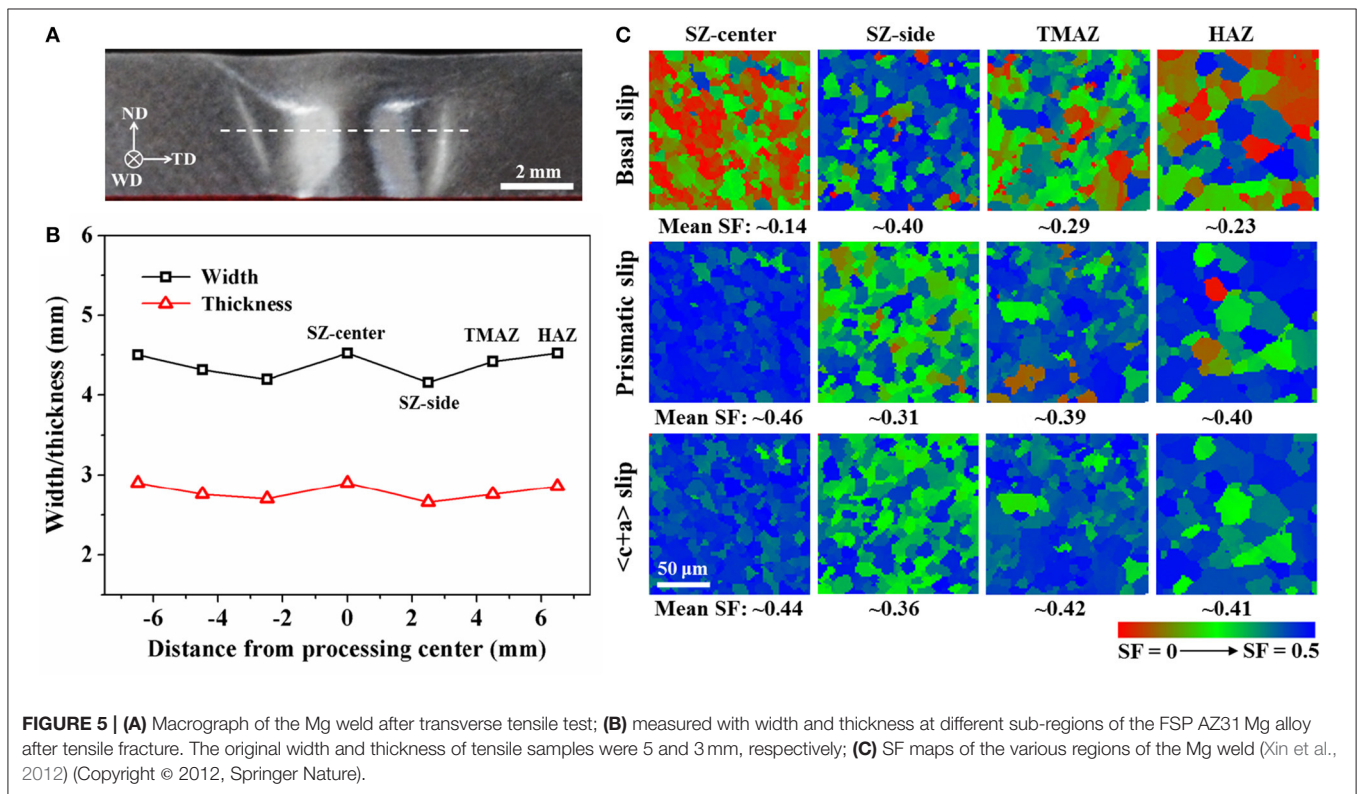 A
ND
TD
WD
2 mm
B
Width/thickness (mm)
6
5
4
3
2
Width
Thickness
SZ-center
SZ-side
TMAZ
HAZ
-6 -4 -2 0 2 4 6
Distance from processing center (mm)
C
SZ-center SZ-side TMAZ HAZ
Basal slip
Mean SF: ~0.14 ~0.40 ~0.29 ~0.23
Prismatic slip
Mean SF: ~0.46 ~0.31 ~0.39 ~0.40
<c+a> slip
50 µm
Mean SF: ~0.44 ~0.36 ~0.42 ~0.41
SF = 0 → SF = 0.5
FIGURE 5 | (A) Macrograph of the Mg weld after transverse tensile test; (B) measured with width and thickness at different sub-regions of the FSP AZ31 Mg alloy
after tensile fracture. The original width and thickness of tensile samples were 5 and 3 mm, respectively; (C) SF maps of the various regions of the Mg weld (Xin et al.,
2012) (Copyright © 2012, Springer Nature).